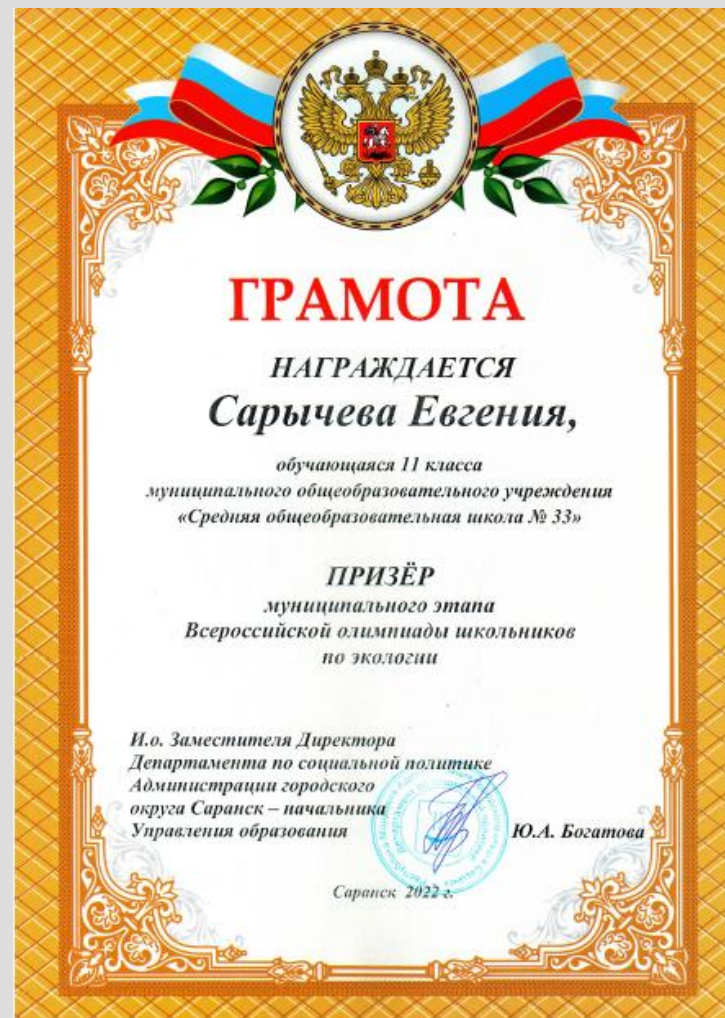 ГРАМОТА
НАГРАЖДАЕТСЯ
Сарычева Евгения,
обучающаяся 11 класса
муниципального общеобразовательного учреждения
«Средняя общеобразовательная школа № 33»
ПРИЗЁР
муниципального этапа
Всероссийской олимпиады школьников
по экологии
И.о. Заместителя Директора
Департамента по социальной политике
Администрации городского
округа Саранск – начальника
Управления образования Ю.А. Богатова
Саранск 2022 г.